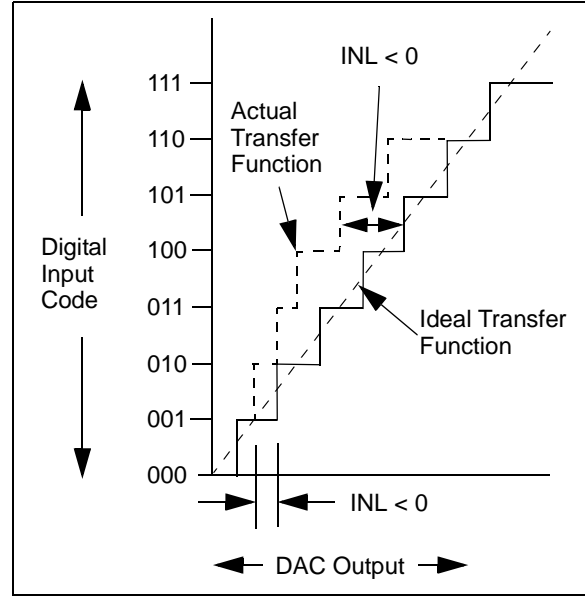 INL < 0
111
110
101
100
011
010
001
000
Actual
Transfer
Function
Digital
Input
Code
Ideal Transfer
Function
INL < 0
DAC Output